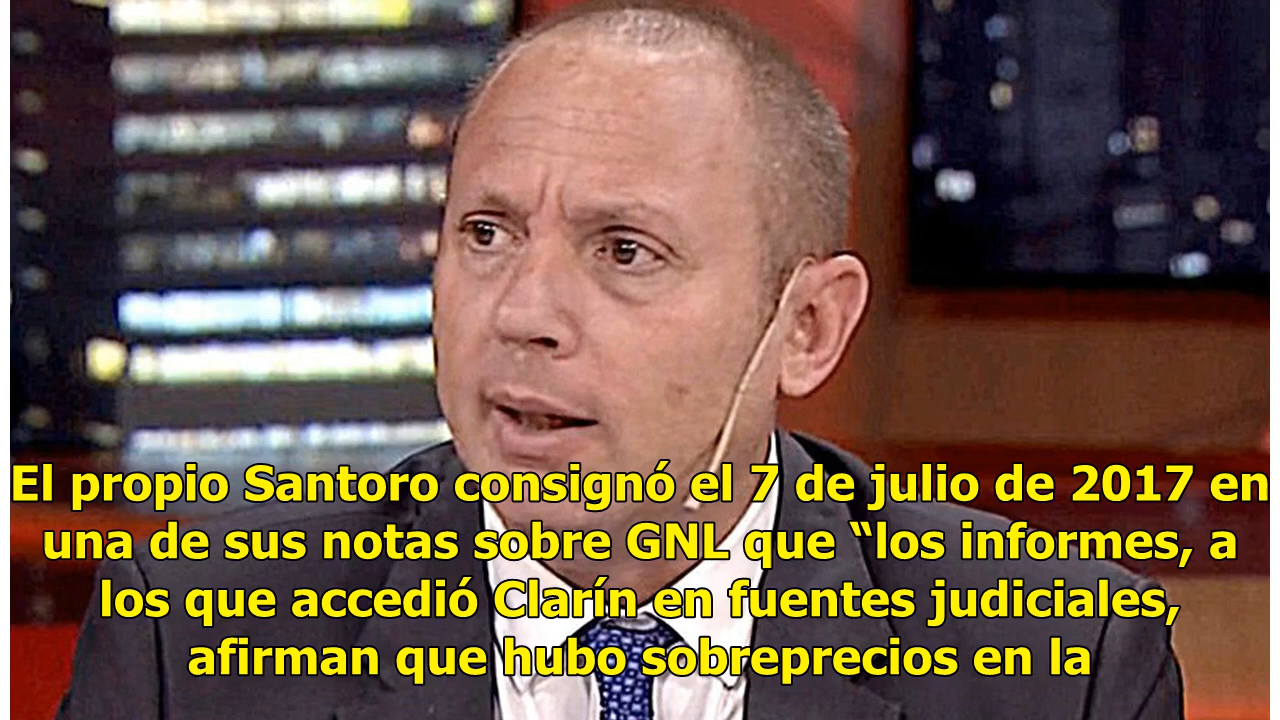 El propio Santoro consignó el 7 de julio de 2017 en
una de sus notas sobre GNL que “los informes, a
los que accedió Clarín en fuentes judiciales,
afirman que hubo sobreprecios en la